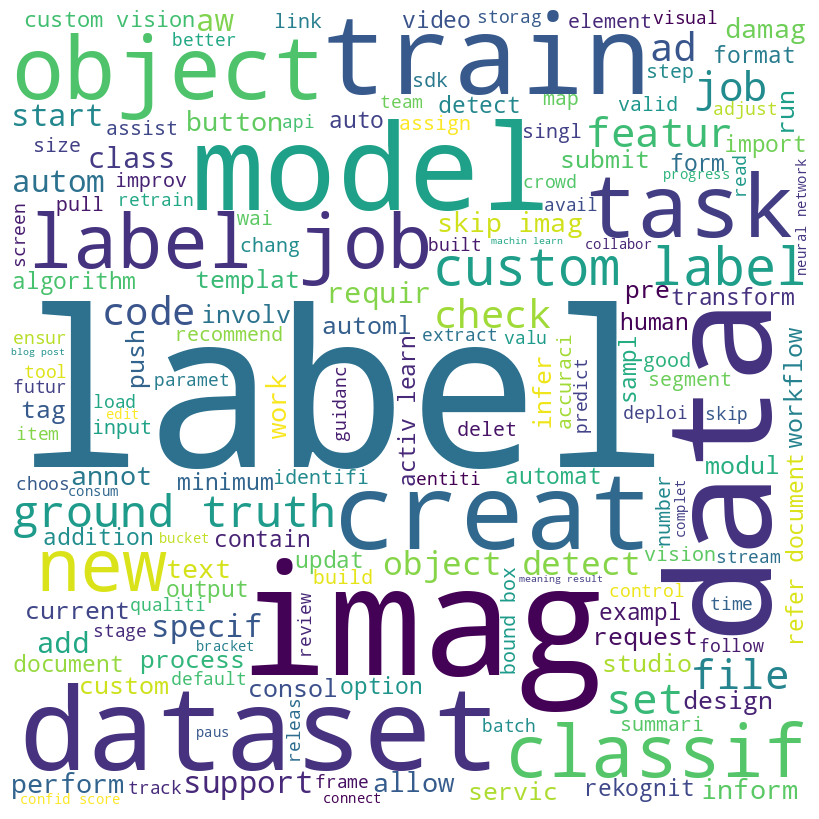 custom vision
aw
link
video
storag
element
visual
better
object
train
ad
damag
format
step
sdk
job
start
assist
button
api
team
auto
detect
assign
map
singl
valid
adjust
run
size
class
model
featur
import
autom
improv
retrain
submit
form
read
progress
pull
crowd
avail
task
neural network
screen
label job
wai
chang
skip imag
built
machin learn
collabor
custom label
algorithm
templat
requir
code
involv
automl
check
pre
transform
human
ensur
blog post
tool
futur
recommend
push
extract
valu
label
data
sampl
good
segment
workflow
paramet
work
guidanc
activ learn
infer
accuraci
predict
tag
load
edit
input
item
delet
deploi
skip
annot
minimum
identifi
entiti
automat
modul
choos
consum
ground truth
creat
number
complet
refer document
addition
bucket
contain
new
text
updat
object detect
vision
stream
output
build
meaning result
current
qualiti
imag
bound box
control
time
exampl
add
stage
specif
review
request
follow
bracket
document
process
studio
default
file
custom
consol
option
set
design
dataset
releas
batch
summari
paus
classif
perform
track
support
frame
allow
servic
rekognit
inform
confid score
connect